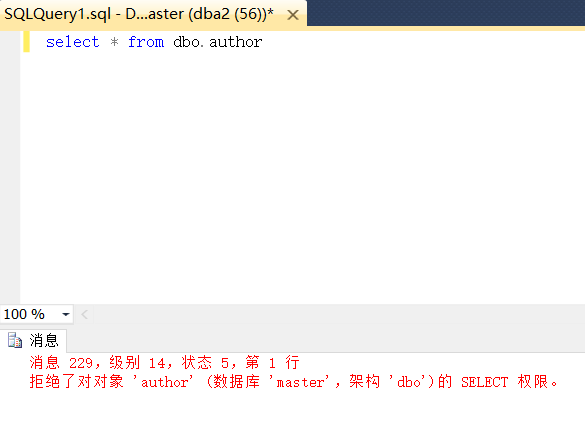 SQLQuery1.sql - D...aster (dba2 (56))*
select * from dbo.author
100 %
消息
消息 229，级别 14，状态 5，第 1 行
拒绝了对对象 'author' (数据库 'master'，架构 'dbo')的 SELECT 权限。